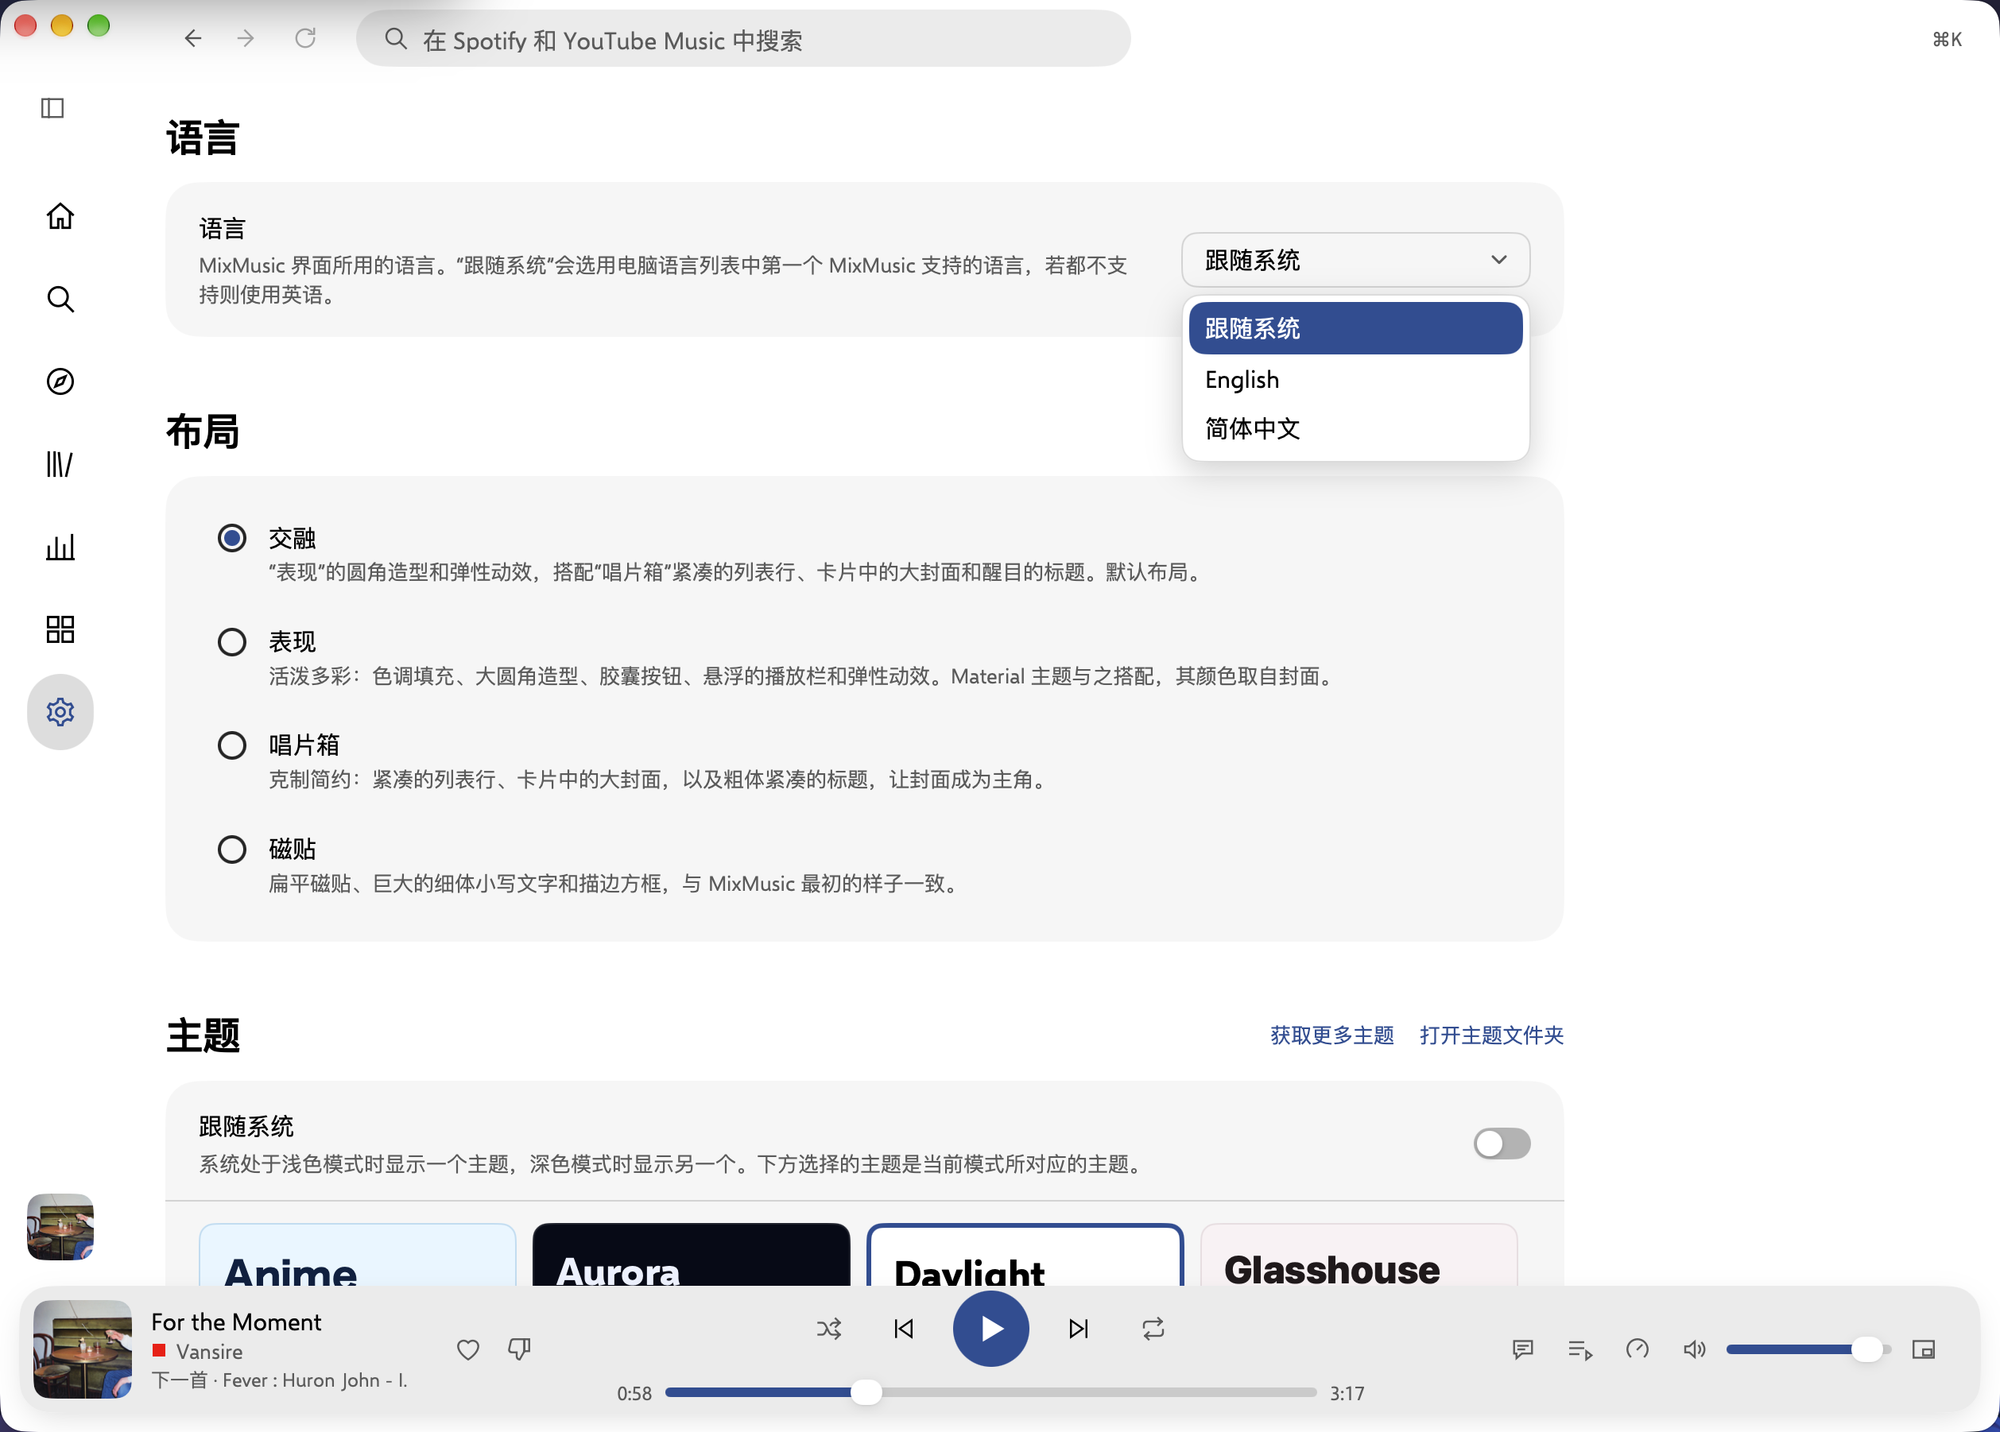 在 Spotify 和 YouTube Music 中搜索
⌘K
语言
语言
MixMusic 界面所用的语言。“跟随系统”会选用电脑语言列表中第一个 MixMusic 支持的语言，若都不支
持则使用英语。
跟随系统
跟随系统
English
简体中文
布局
交融
“表现”的圆角造型和弹性动效，搭配“唱片箱”紧凑的列表行、卡片中的大封面和醒目的标题。默认布局。
表现
活泼多彩：色调填充、大圆角造型、胶囊按钮、悬浮的播放栏和弹性动效。Material 主题与之搭配，其颜色取自封面。
唱片箱
克制简约：紧凑的列表行、卡片中的大封面，以及粗体紧凑的标题，让封面成为主角。
磁贴
扁平磁贴、巨大的细体小写文字和描边方框，与 MixMusic 最初的样子一致。
主题
获取更多主题 打开主题文件夹
跟随系统
系统处于浅色模式时显示一个主题，深色模式时显示另一个。下方选择的主题是当前模式所对应的主题。
Anime
Aurora
Daylight
Glasshouse
For the Moment
Vansire
下一首 · Fever : Huron John - I.
0:58
3:17